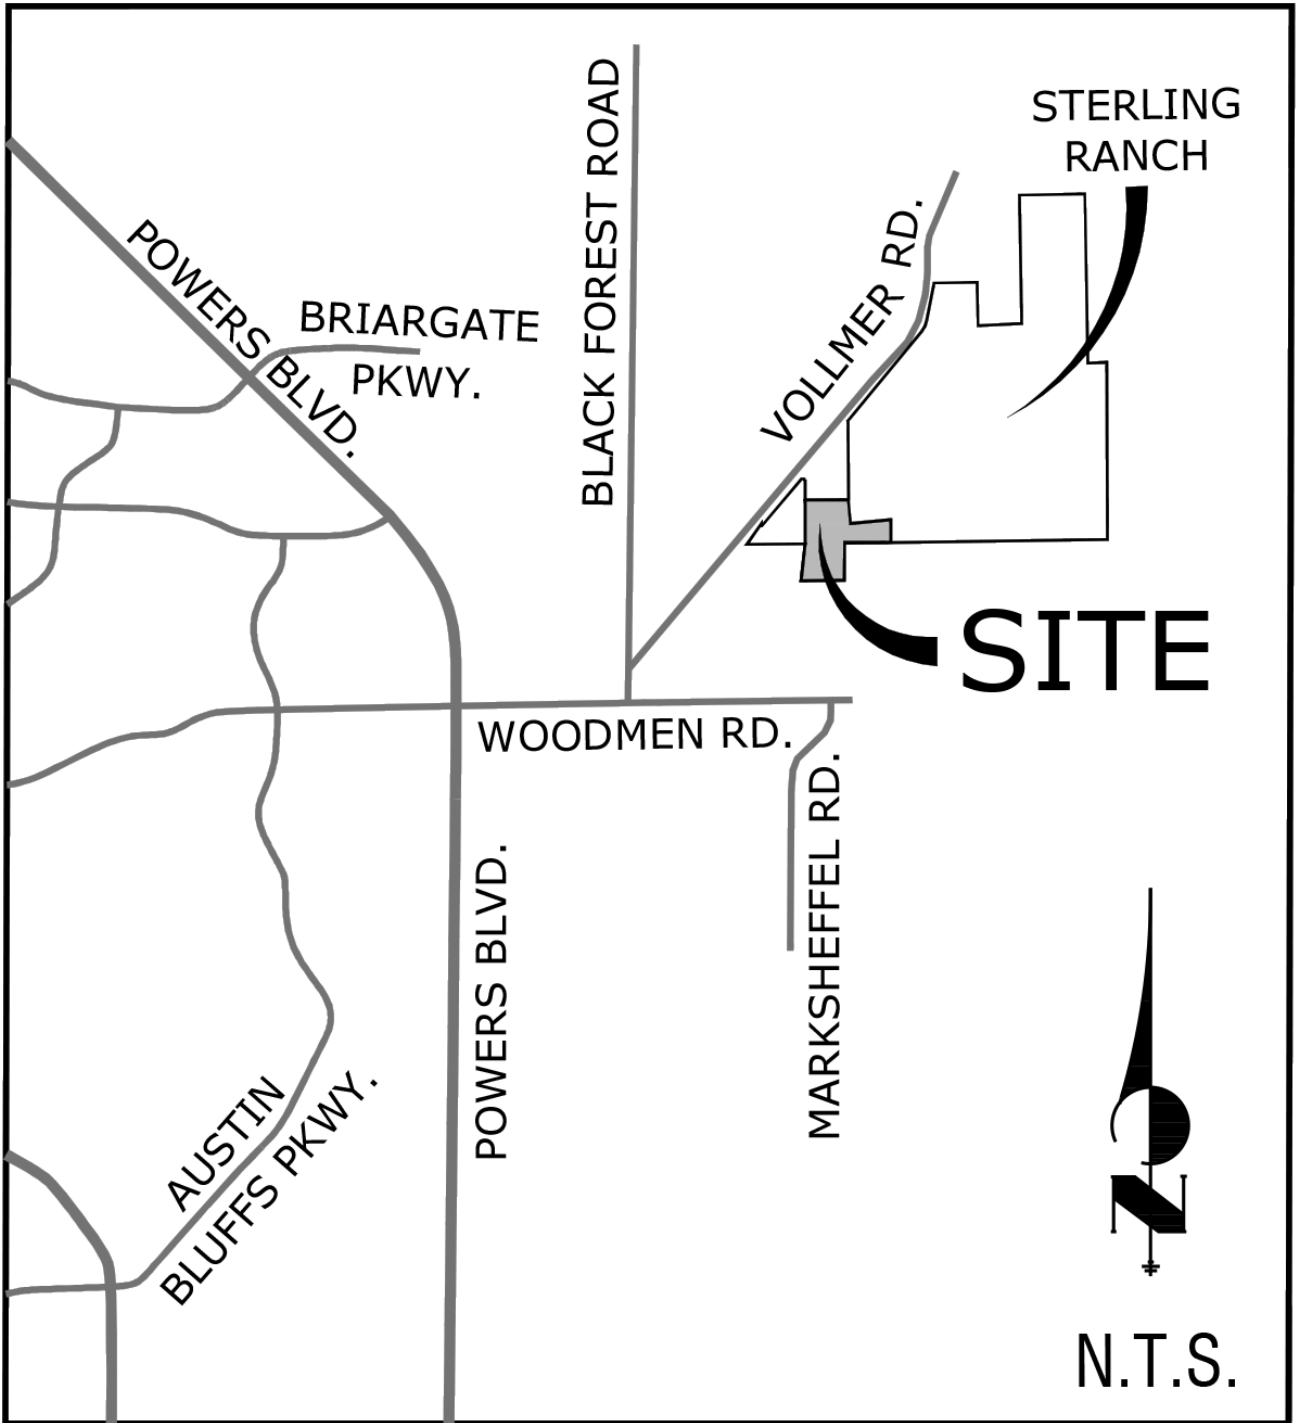 STERLING
RANCH
BLACK FOREST ROAD
VOLLMER RD.
POWERS BLVD.
BRIARGATE
PKWY.
SITE
WOODMEN RD.
MARKSHEFFEL RD.
POWERS BLVD.
AUSTIN
BLUFFS PKWY.
N
N.T.S.